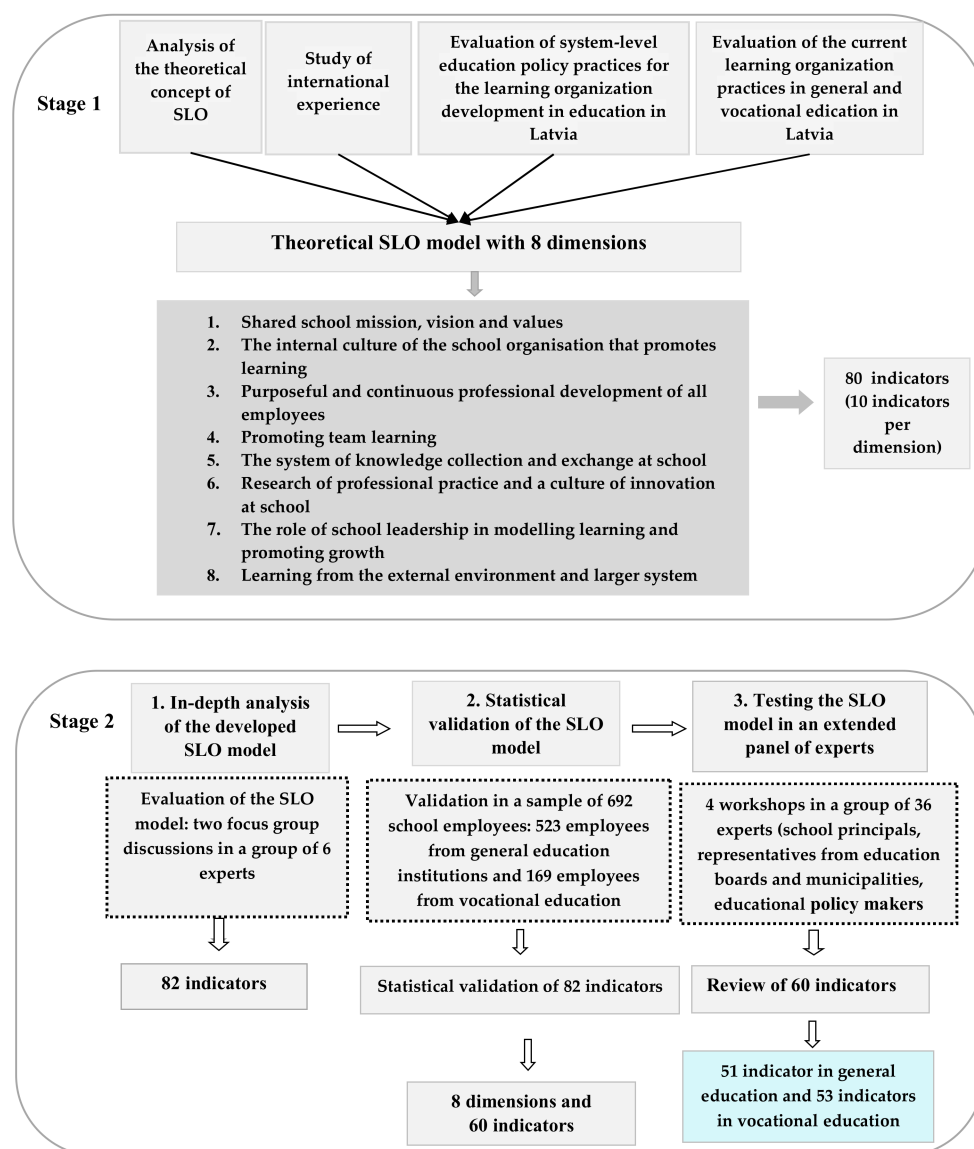 Stage 1
Analysis of
the theoretical
concept of
SLO
Study of
international
experience
Evaluation of system-level
education policy practices for
the learning organization
development in education in
Latvia
Evaluation of the current
learning organization
practices in general and
vocational edication in
Latvia
Theoretical SLO model with 8 dimensions
1. Shared school mission, vision and values
2. The internal culture of the school organisation that promotes
learning
3. Purposeful and continuous professional development of all
employees
4. Promoting team learning
5. The system of knowledge collection and exchange at school
6. Research of professional practice and a culture of innovation
at school
7. The role of school leadership in modelling learning and
promoting growth
8. Learning from the external environment and larger system
80 indicators
(10 indicators
per
dimension)
Stage 2
1. In-depth analysis
of the developed
SLO model
2. Statistical
validation of the SLO
model
3. Testing the SLO
model in an extended
panel of experts
Evaluation of the SLO
model: two focus group
discussions in a group of 6
experts
Validation in a sample of 692
school employees: 523 employees
from general education
institutions and 169 employees
from vocational education
4 workshops in a group of 36
experts (school principals,
representatives from education
boards and municipalities,
educational policy makers
82 indicators
Statistical validation of 82 indicators
Review of 60 indicators
8 dimensions and
60 indicators
51 indicator in general
education and 53 indicators
in vocational education